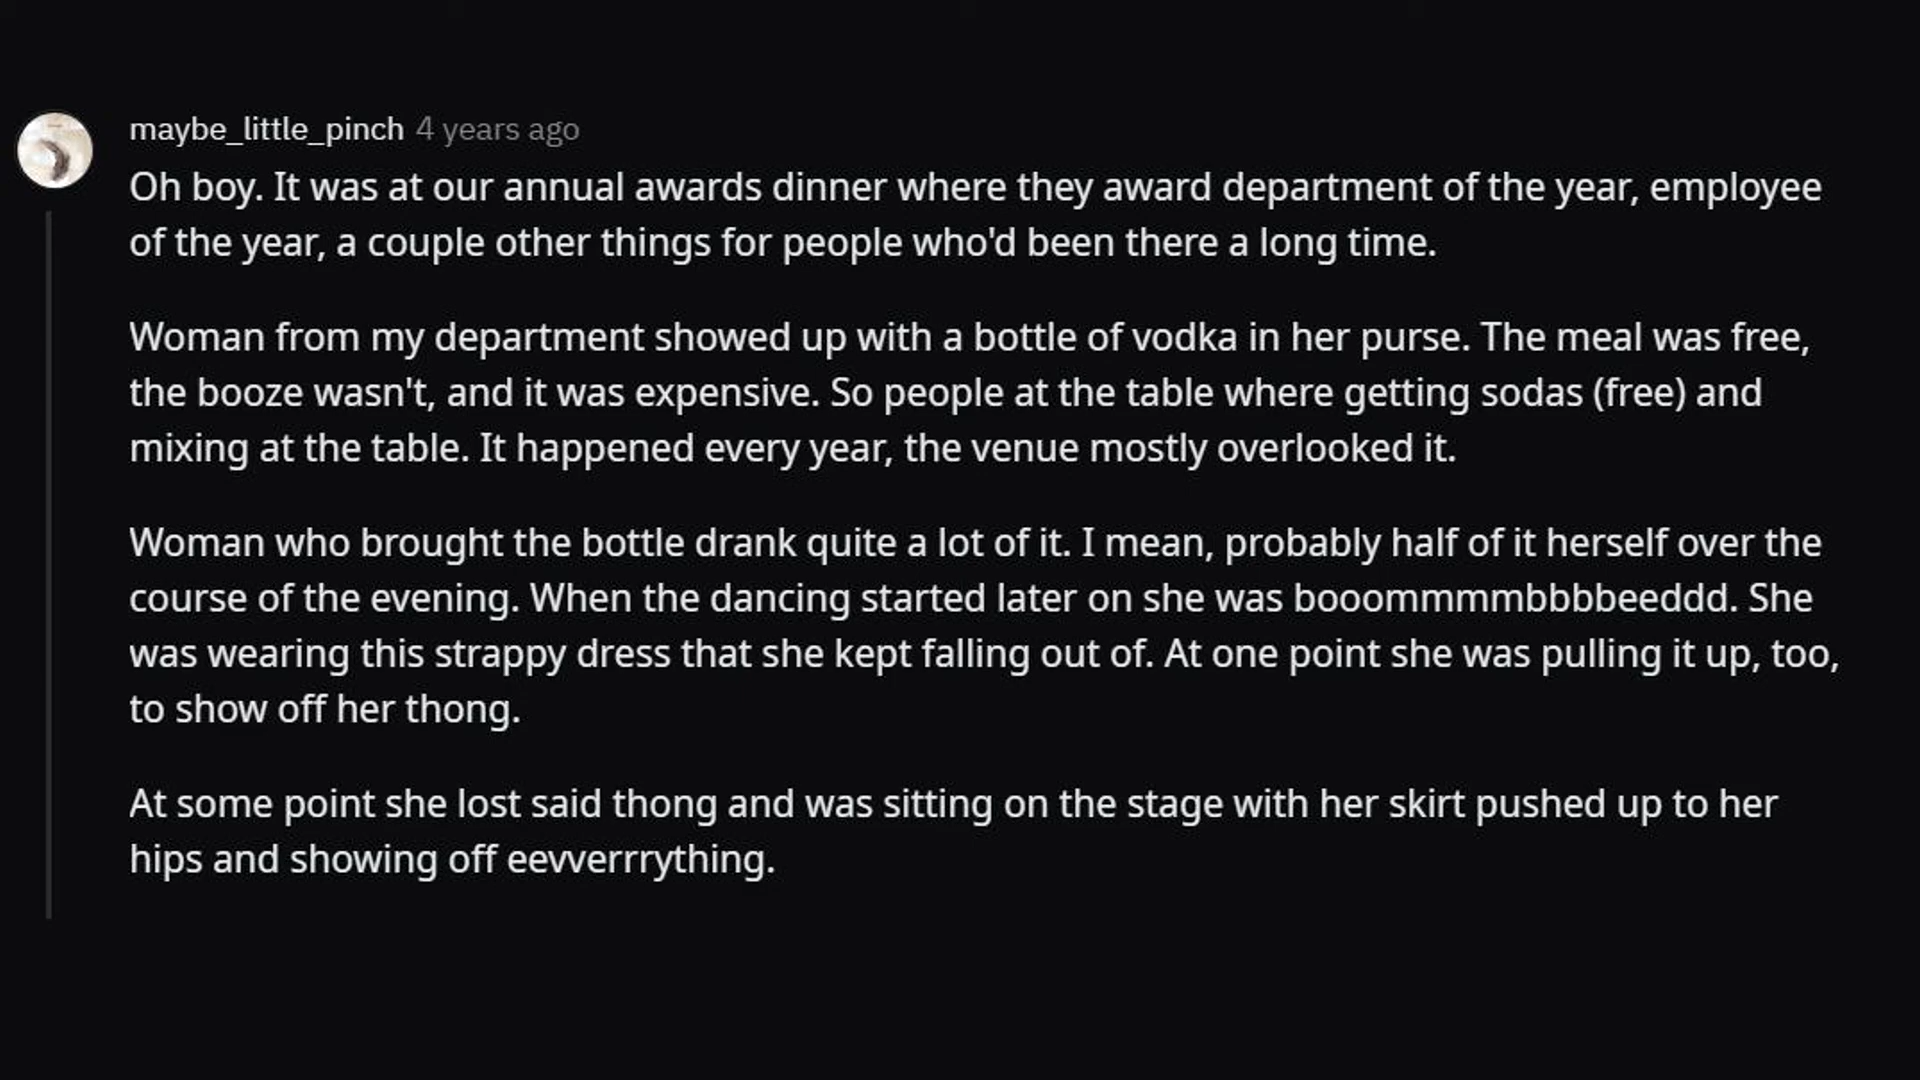 maybe_little_pinch 4 years ago
Oh boy. It was at our annual awards dinner where they award department of the year, employee
of the year, a couple other things for people who'd been there a long time.
Woman from my department showed up with a bottle of vodka in her purse. The meal was free,
the booze wasn't, and it was expensive. So people at the table where getting sodas (free) and
mixing at the table. It happened every year, the venue mostly overlooked it.
Woman who brought the bottle drank quite a lot of it. I mean, probably half of it herself over the
course of the evening. When the dancing started later on she was booommmmbbbbeeddd. She
was wearing this strappy dress that she kept falling out of. At one point she was pulling it up, too,
to show off her thong.
At some point she lost said thong and was sitting on the stage with her skirt pushed up to her
hips and showing off eevverrrything.